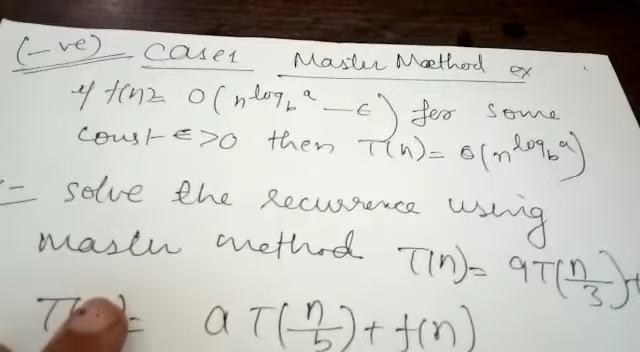 (-ve) Case1 Master Method ex
if f(n)= O(n^log_b a - ε) for some
const ε>0 then T(n)= θ(n^log_b a)
solve the recurrence using
master method T(n)= 9T(n/3)+
T( )= aT(n/b)+f(n)